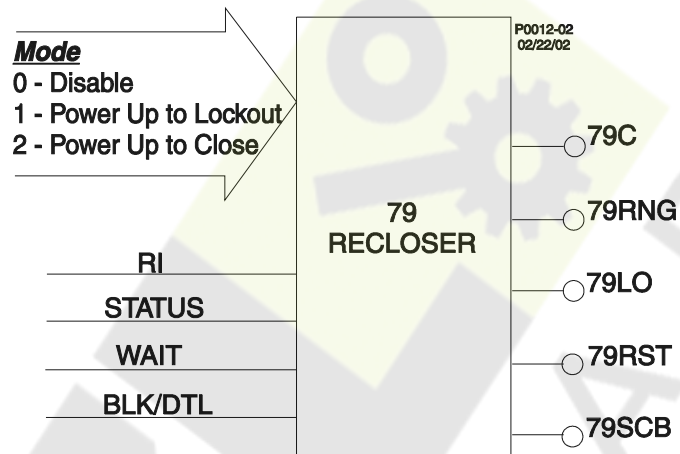 P0012-02
02/22/02
Mode
0 - Disable
1 - Power Up to Lockout
2 - Power Up to Close
79C
79RNG
79
RECLOSER
RI
79LO
STATUS
WAIT
79RST
BLK/DTL
79SCB